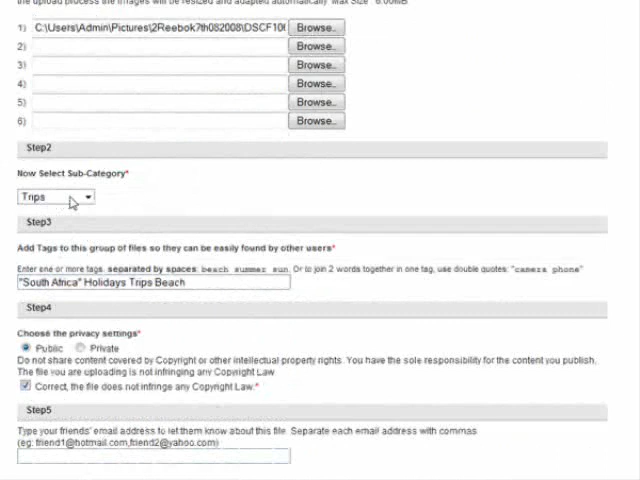 the upload process the images will be resized and adapted automatically Max Size 6.00MB
1) C:\Users\Admin\Pictures\2Reebok7th082008\DSCF10 Browse..
2) Browse..
3) Browse..
4) Browse..
5) Browse..
6) Browse..
Step2
Now Select Sub-Category*
Trips
Step3
Add Tags to this group of files so they can be easily found by other users*
Enter one or more tags, separated by spaces: beach summer sun. Or to join 2 words together in one tag, use double quotes: "camera phone"
"South Africa" Holidays Trips Beach
Step4
Choose the privacy settings*
Public Private
Do not share content covered by Copyright or other intellectual property rights. You have the sole responsibility for the content you publish.
The file you are uploading is not infringing any Copyright Law
Correct, the file does not infringe any Copyright Law.*
Step5
Type your friends' email address to let them know about this file. Separate each email address with commas
(eg: friend1@hotmail.com,friend2@yahoo.com)